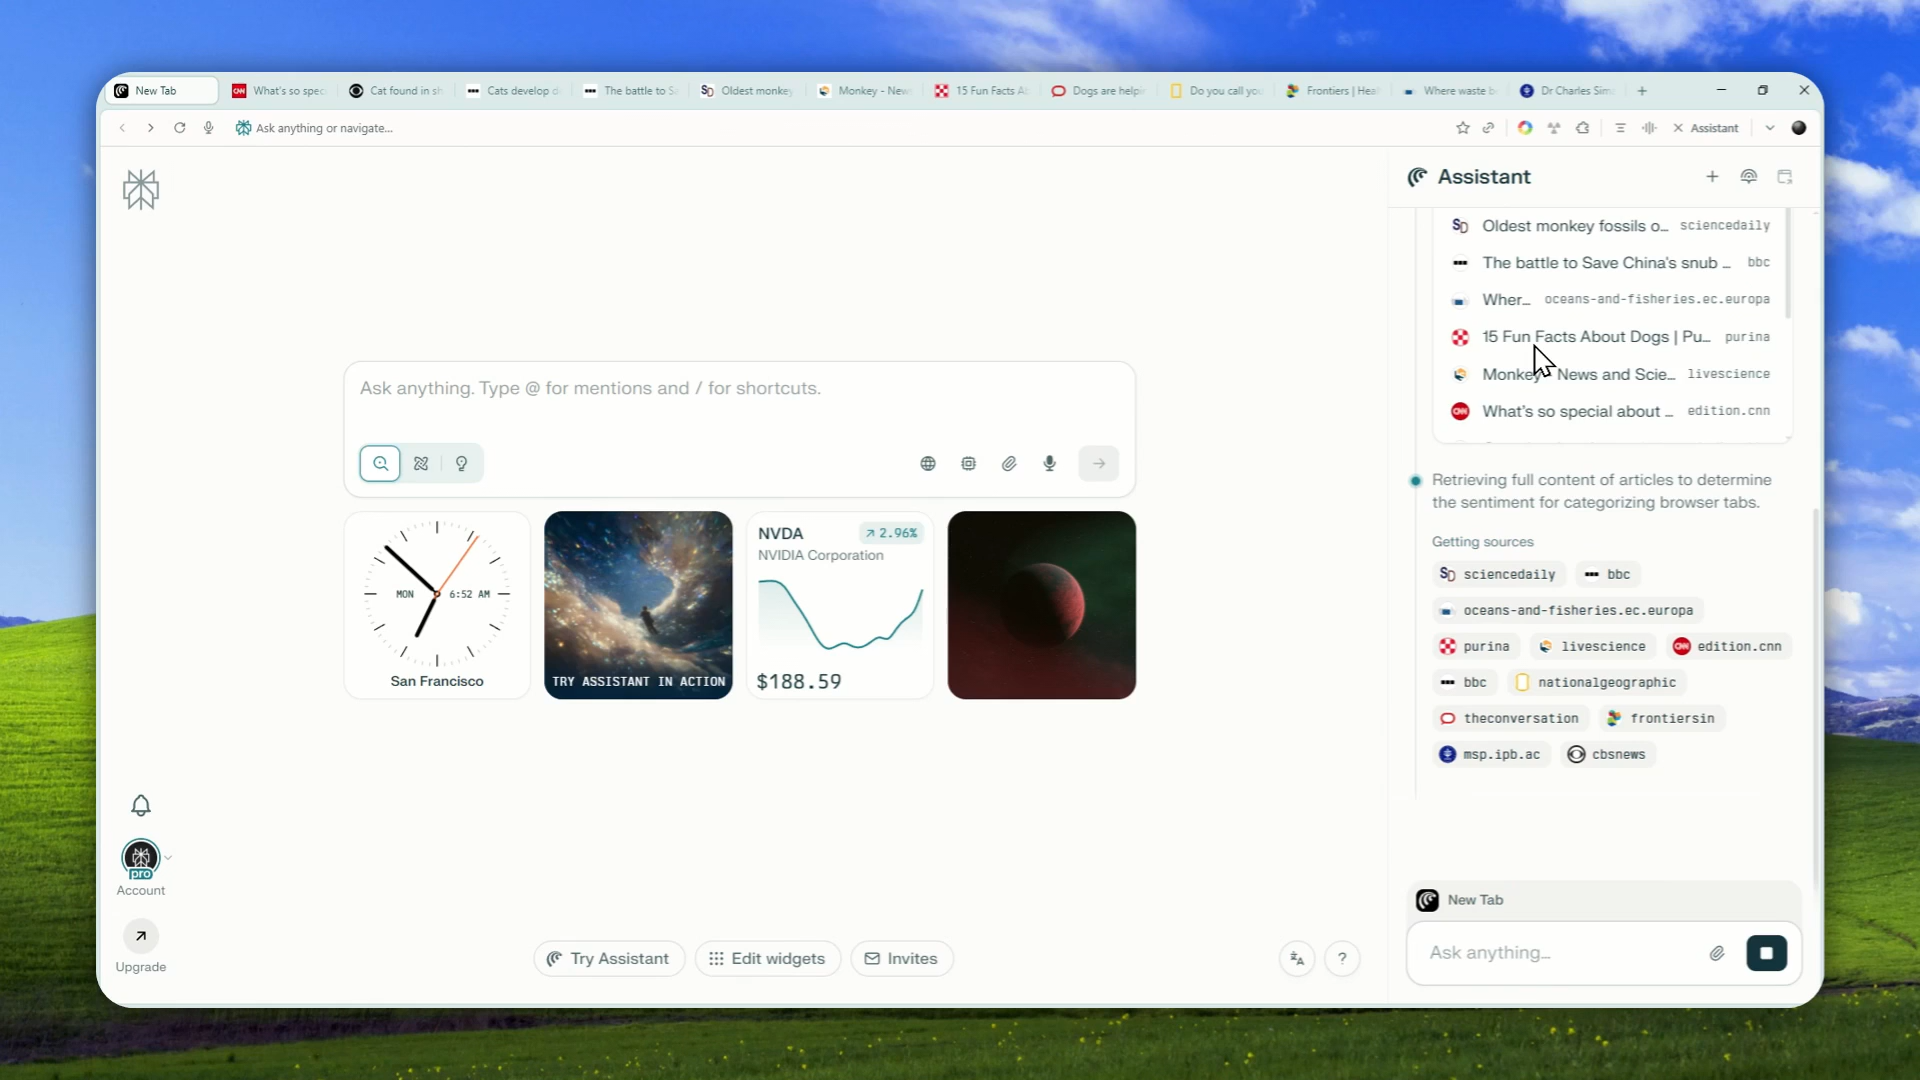 New Tab
What's so spec
Cat found in sh
Cats develop d
The battle to S
Oldest monkey
Monkey - New
15 Fun Facts A
Dogs are helpi
Do you call you
Frontiers | Hea
Where waste b
Dr Charles Sim
Ask anything or navigate...
Assistant
Assistant
Oldest monkey fossils o... sciencedaily
The battle to Save China's snub ... bbc
Wher... oceans-and-fisheries.ec.europa
15 Fun Facts About Dogs | Pu... purina
Monkey News and Scie... livescience
What's so special about ... edition.cnn
Ask anything. Type @ for mentions and / for shortcuts.
Retrieving full content of articles to determine
the sentiment for categorizing browser tabs.
Getting sources
sciencedaily
bbc
oceans-and-fisheries.ec.europa
purina
livescience
edition.cnn
bbc
nationalgeographic
theconversation
frontiersin
msp.ipb.ac
cbsnews
MON 6:52 AM
San Francisco
TRY ASSISTANT IN ACTION
NVDA
2.96%
NVIDIA Corporation
$188.59
pro
Account
Upgrade
Try Assistant
Edit widgets
Invites
?
New Tab
Ask anything...